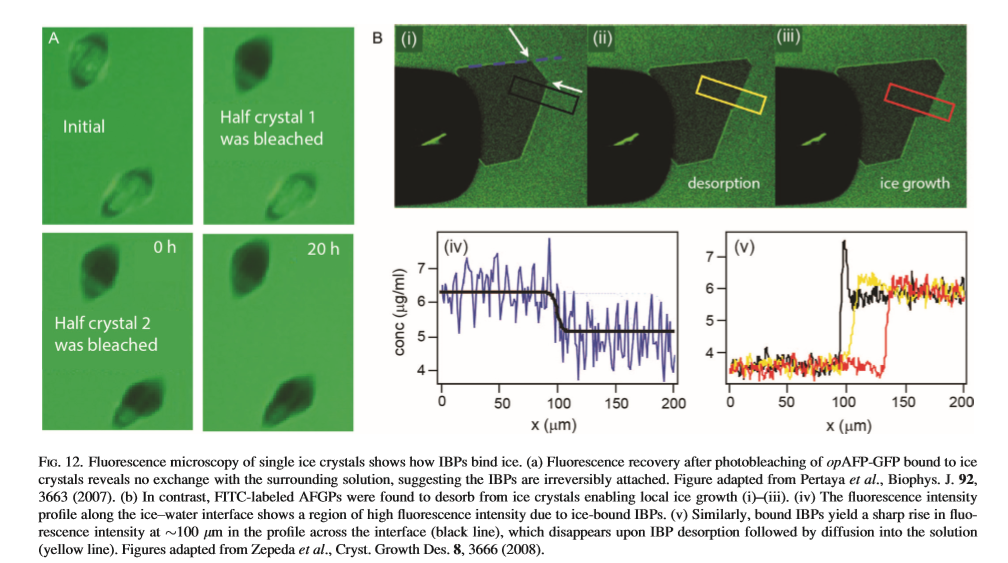 A
Initial
Half crystal 1
was bleached
0 h
Half crystal 2
was bleached
20 h
B
(i)
(ii)
desorption
(iii)
ice growth
(iv)
7
6
5
4
conc (µg/ml)
0
50
100
150
200
x (µm)
(v)
7
6
5
4
0
50
100
150
200
x (µm)
FIG. 12. Fluorescence microscopy of single ice crystals shows how IBPs bind ice. (a) Fluorescence recovery after photobleaching of opAFP-GFP bound to ice
crystals reveals no exchange with the surrounding solution, suggesting the IBPs are irreversibly attached. Figure adapted from Pertaya et al., Biophys. J. 92,
3663 (2007). (b) In contrast, FITC-labeled AFGPs were found to desorb from ice crystals enabling local ice growth (i)–(iii). (iv) The fluorescence intensity
profile along the ice–water interface shows a region of high fluorescence intensity due to ice-bound IBPs. (v) Similarly, bound IBPs yield a sharp rise in fluo-
rescence intensity at ~100 µm in the profile across the interface (black line), which disappears upon IBP desorption followed by diffusion into the solution
(yellow line). Figures adapted from Zepeda et al., Cryst. Growth Des. 8, 3666 (2008).